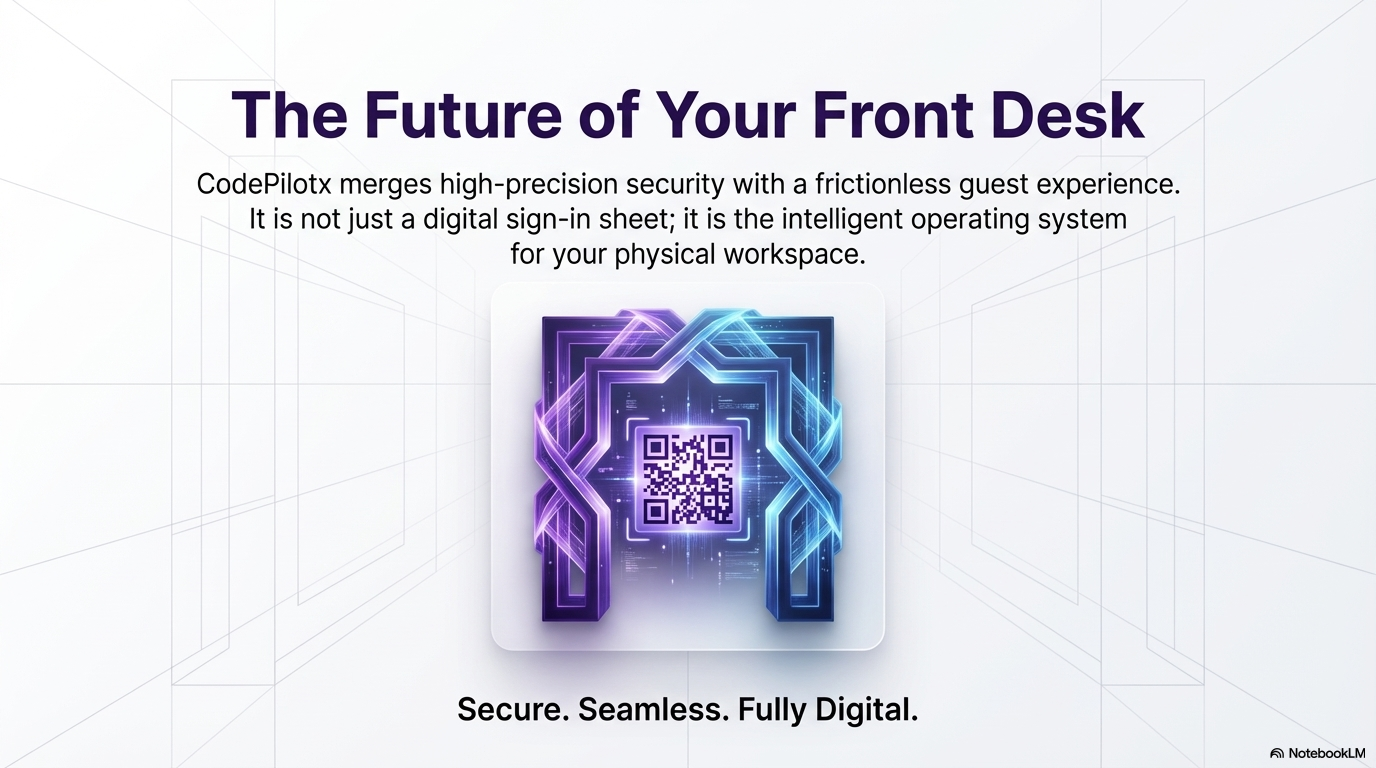 The Future of Your Front Desk
CodePilotx merges high-precision security with a frictionless guest experience.
It is not just a digital sign-in sheet; it is the intelligent operating system
for your physical workspace.
Secure. Seamless. Fully Digital.
NotebookLM